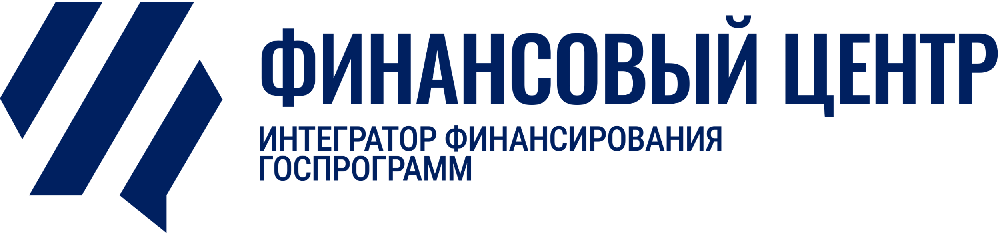 ФИНАНСОВЫЙ ЦЕНТР
ИНТЕГРАТОР ФИНАНСИРОВАНИЯ
ГОСПРОГРАММ